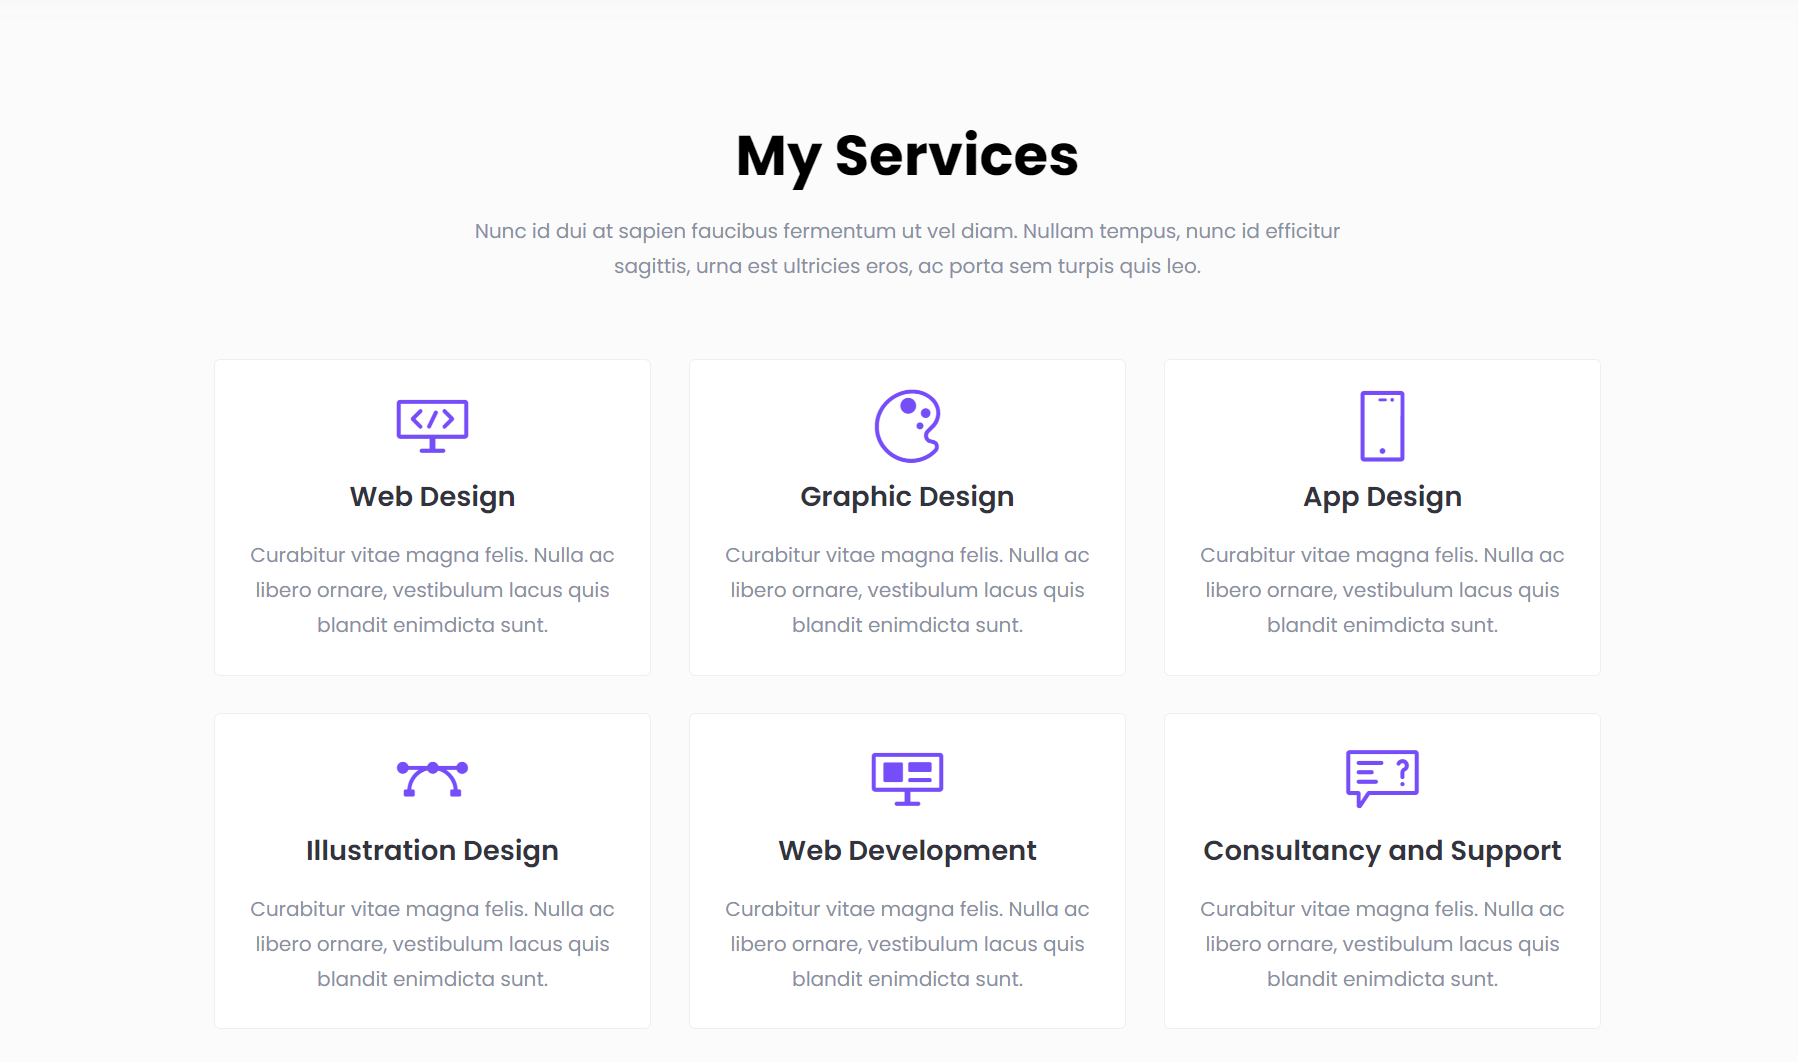 My Services
Nunc id dui at sapien faucibus fermentum ut vel diam. Nullam tempus, nunc id efficitur
sagittis, urna est ultricies eros, ac porta sem turpis quis leo.
Web Design
Curabitur vitae magna felis. Nulla ac
libero ornare, vestibulum lacus quis
blandit enimdicta sunt.
Graphic Design
Curabitur vitae magna felis. Nulla ac
libero ornare, vestibulum lacus quis
blandit enimdicta sunt.
App Design
Curabitur vitae magna felis. Nulla ac
libero ornare, vestibulum lacus quis
blandit enimdicta sunt.
Illustration Design
Curabitur vitae magna felis. Nulla ac
libero ornare, vestibulum lacus quis
blandit enimdicta sunt.
Web Development
Curabitur vitae magna felis. Nulla ac
libero ornare, vestibulum lacus quis
blandit enimdicta sunt.
Consultancy and Support
Curabitur vitae magna felis. Nulla ac
libero ornare, vestibulum lacus quis
blandit enimdicta sunt.